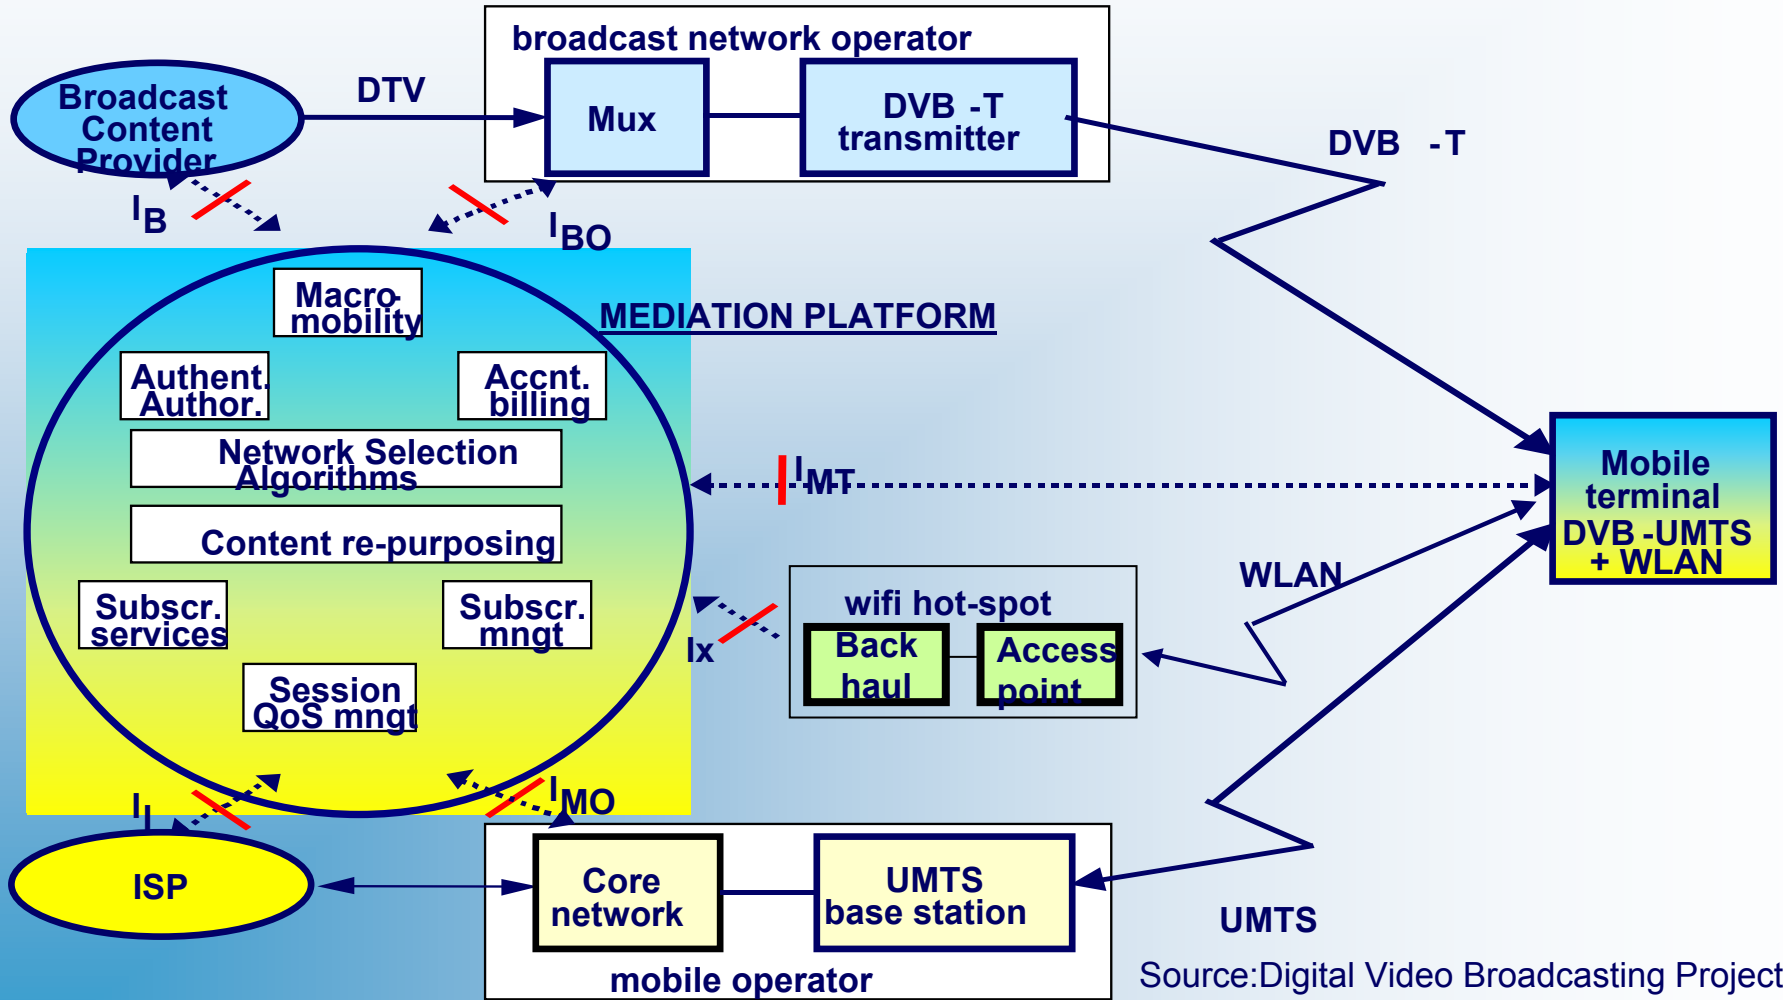 broadcast network operator
Broadcast
Content
Provider
DTV
Mux
DVB -T
transmitter
DVB -T
IB
IBO
Macro-
mobility
MEDIATION PLATFORM
Authent.
Author.
Accnt.
billing
Network Selection
Algorithms
IMT
Mobile
terminal
DVB -UMTS
+ WLAN
Content re-purposing
WLAN
Subscr.
services
Subscr.
mngt
Ix
wifi hot-spot
Back
haul
Access
point
Session
QoS mngt
II
IMO
ISP
Core
network
UMTS
base station
UMTS
mobile operator
Source:Digital Video Broadcasting Project